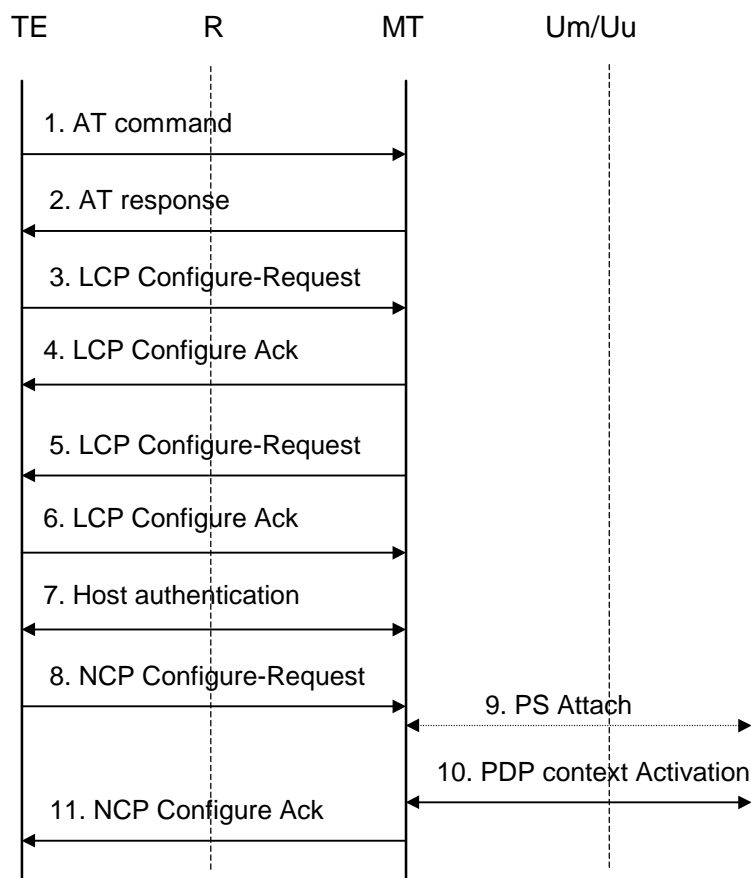 TE R MT Um/Uu
1. AT command
2. AT response
3. LCP Configure-Request
4. LCP Configure Ack
5. LCP Configure-Request
6. LCP Configure Ack
7. Host authentication
8. NCP Configure-Request
9. PS Attach
10. PDP context Activation
11. NCP Configure Ack